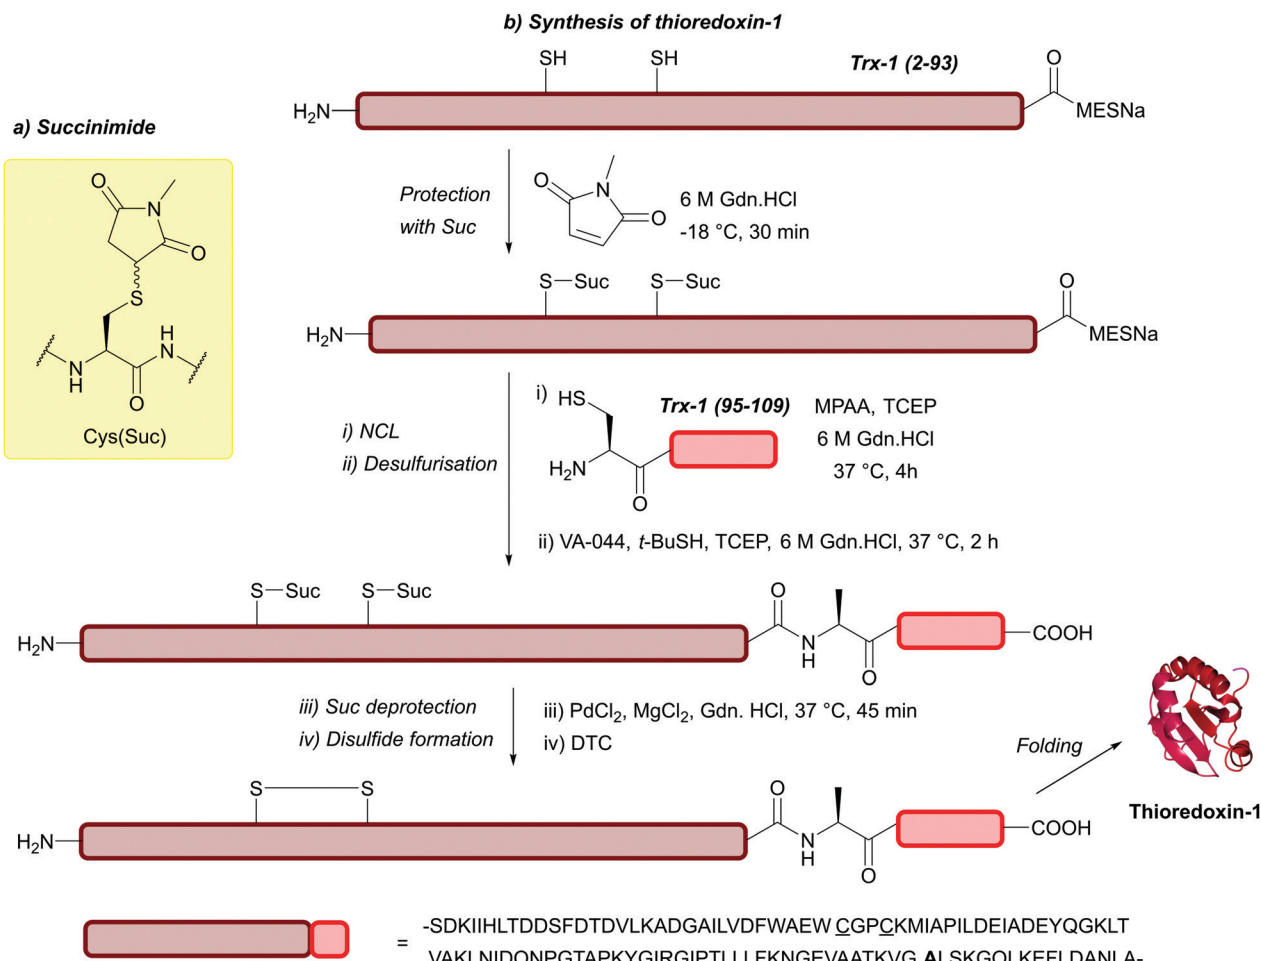 b) Synthesis of thioredoxin-1
SH
SH
Trx-1 (2-93)
O
H₂N
MESNa
a) Succinimide
O
N
O
S
H
N
N
H
O
Cys(Suc)
Protection
with Suc
O
N
O
6 M Gdn.HCl
-18 °C, 30 min
S—Suc
S—Suc
O
H₂N
MESNa
i) NCL
ii) Desulfurisation
i)
HS
H₂N
O
Trx-1 (95-109)
MPAA, TCEP
6 M Gdn.HCl
37 °C, 4h
ii) VA-044, t-BuSH, TCEP, 6 M Gdn.HCl, 37 °C, 2 h
S—Suc
S—Suc
O
H₂N
N
H
O
COOH
iii) Suc deprotection
iv) Disulfide formation
iii) PdCl₂, MgCl₂, Gdn. HCl, 37 °C, 45 min
iv) DTC
Folding
Thioredoxin-1
S
S
O
H₂N
N
H
O
COOH
=
-SDKIIHLTDDSFDTDVLKADGAILVDFWAEW CGPCKMIAPILDEIADEYQGKLT
VAKLNIDQNPGTAPKYGIRGIPTLLLFKNGEVAATKVG ALSKGQLKEFLDANLA-